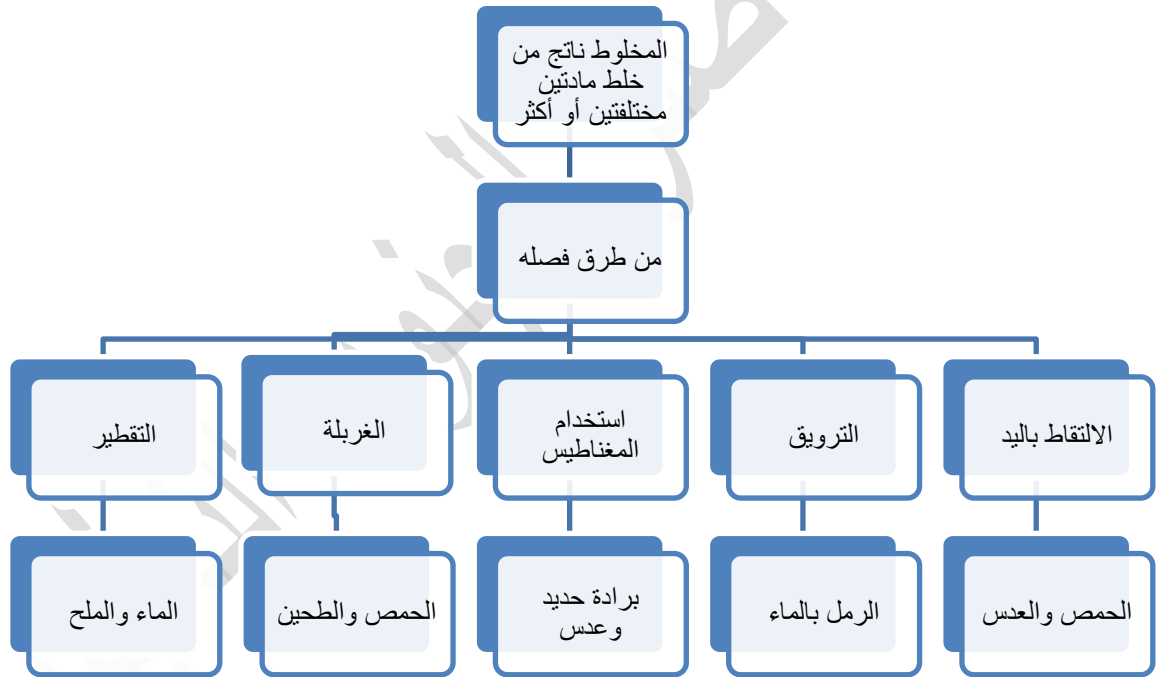 المخلوط ناتج من
خلط مادتين
مختلفتين أو أكثر
من طرق فصله
الالتقاط باليد
الترويق
استخدام
المغناطيس
الغربلة
التقطير
الحمص والعدس
الرمل بالماء
برادة حديد
وعدس
الحمص والطحين
الماء والملح